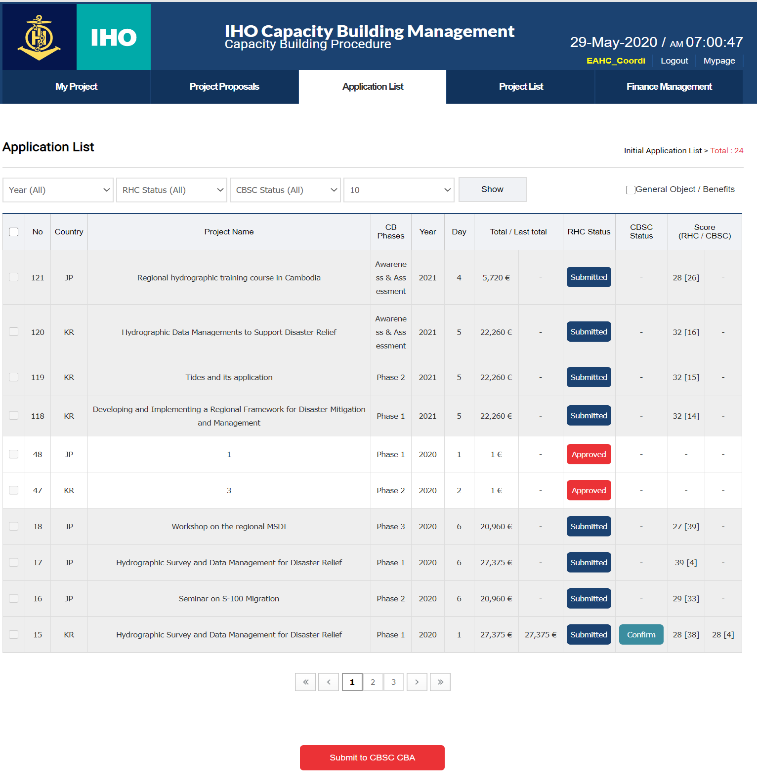 IHO
IHO Capacity Building Management
Capacity Building Procedure
29-May-2020 / AM 07:00:47
EAHC_Coordi Logout Mypage
My Project Project Proposals Application List Project List Finance Management
Application List
Initial Application List > Total : 24
Year (All) RHC Status (All) CBSC Status (All) 10 Show General Object / Benefits
No Country Project Name CB Phases Year Day Total / Last total RHC Status CBSC Status Score (RHC / CBSC)
121 JP Regional hydrographic training course in Cambodia Awarene ss & Ass essment 2021 4 5,720 € - Submitted - 28 [26] -
120 KR Hydrographic Data Managements to Support Disaster Relief Awarene ss & Ass essment 2021 5 22,260 € - Submitted - 32 [16] -
119 KR Tides and its application Phase 2 2021 5 22,260 € - Submitted - 32 [15] -
118 KR Developing and Implementing a Regional Framework for Disaster Mitigation and Management Phase 1 2021 5 22,260 € - Submitted - 32 [14] -
48 JP 1 Phase 1 2020 1 1 € - Approved - - -
47 KR 3 Phase 2 2020 2 1 € - Approved - - -
18 JP Workshop on the regional MSDI Phase 3 2020 6 20,960 € - Submitted - 27 [39] -
17 JP Hydrographic Survey and Data Management for Disaster Relief Phase 1 2020 6 27,375 € - Submitted - 39 [4] -
16 JP Seminar on S-100 Migration Phase 2 2020 6 20,960 € - Submitted - 29 [33] -
15 KR Hydrographic Survey and Data Management for Disaster Relief Phase 1 2020 1 27,375 € 27,375 € Submitted Confirm 28 [38] 28 [4]
« ‹ 1 2 3 › »
Submit to CBSC CBA